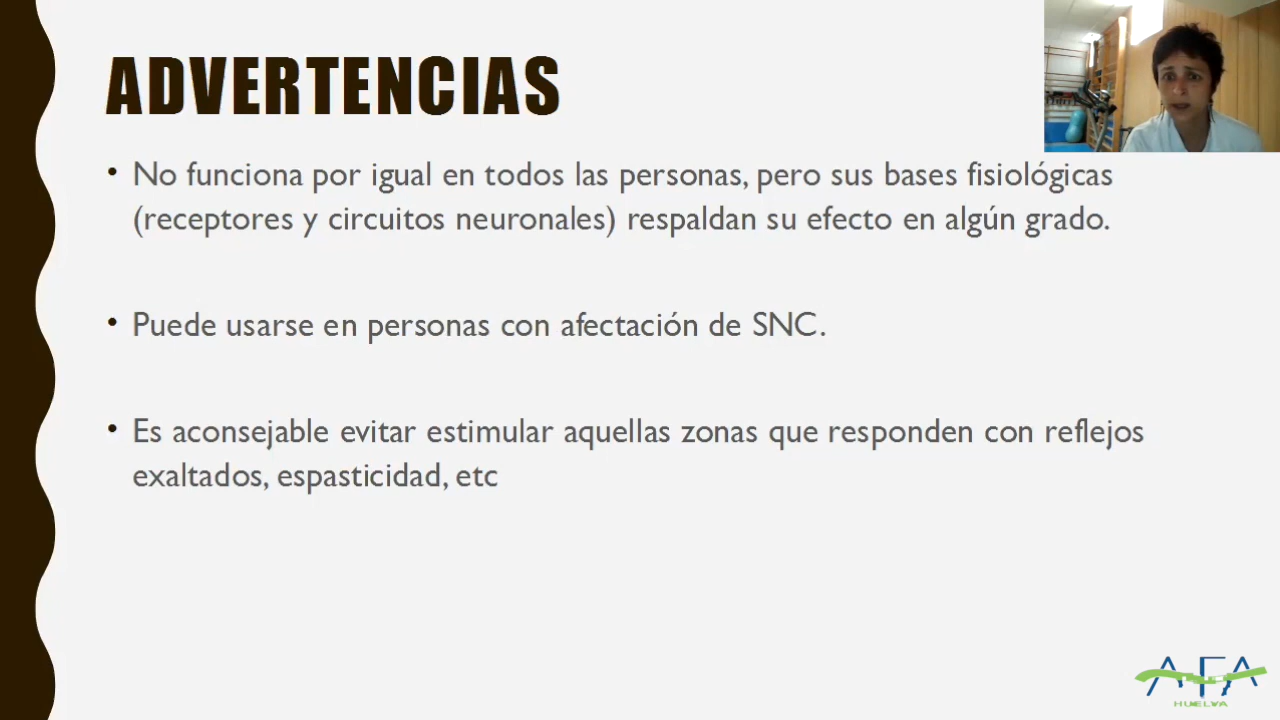 ADVERTENCIAS
• No funciona por igual en todos las personas, pero sus bases fisiológicas
(receptores y circuitos neuronales) respaldan su efecto en algún grado.
• Puede usarse en personas con afectación de SNC.
• Es aconsejable evitar estimular aquellas zonas que responden con reflejos
exaltados, espasticidad, etc
AFA
HUELVA